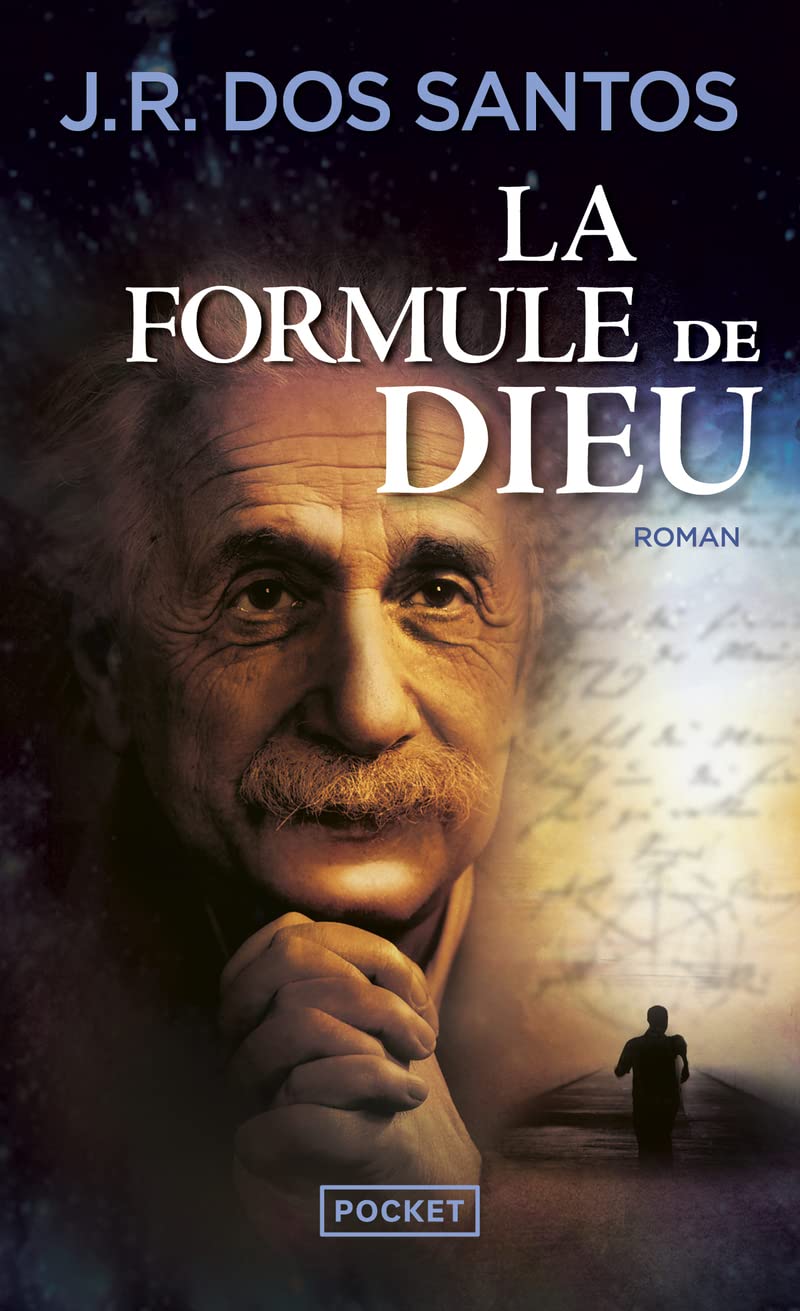 J.R. DOS SANTOS
LA
FORMULE DE
DIEU
ROMAN
POCKET